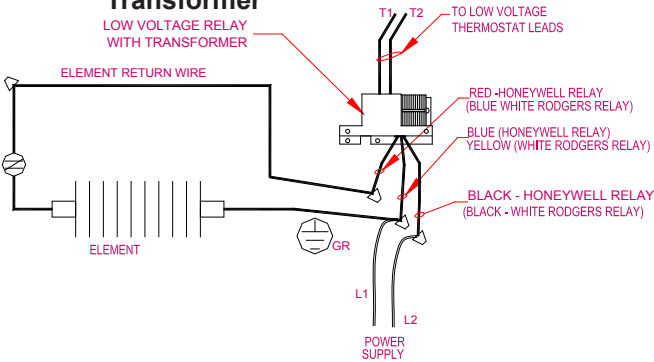 Transformer
LOW VOLTAGE RELAY
WITH TRANSFORMER
T1 T2
TO LOW VOLTAGE
THERMOSTAT LEADS
ELEMENT RETURN WIRE
RED -HONEYWELL RELAY
(BLUE WHITE RODGERS RELAY)
BLUE (HONEYWELL RELAY)
YELLOW (WHITE RODGERS RELAY)
BLACK - HONEYWELL RELAY
(BLACK - WHITE RODGERS RELAY)
ELEMENT
GR
L1
L2
POWER
SUPPLY